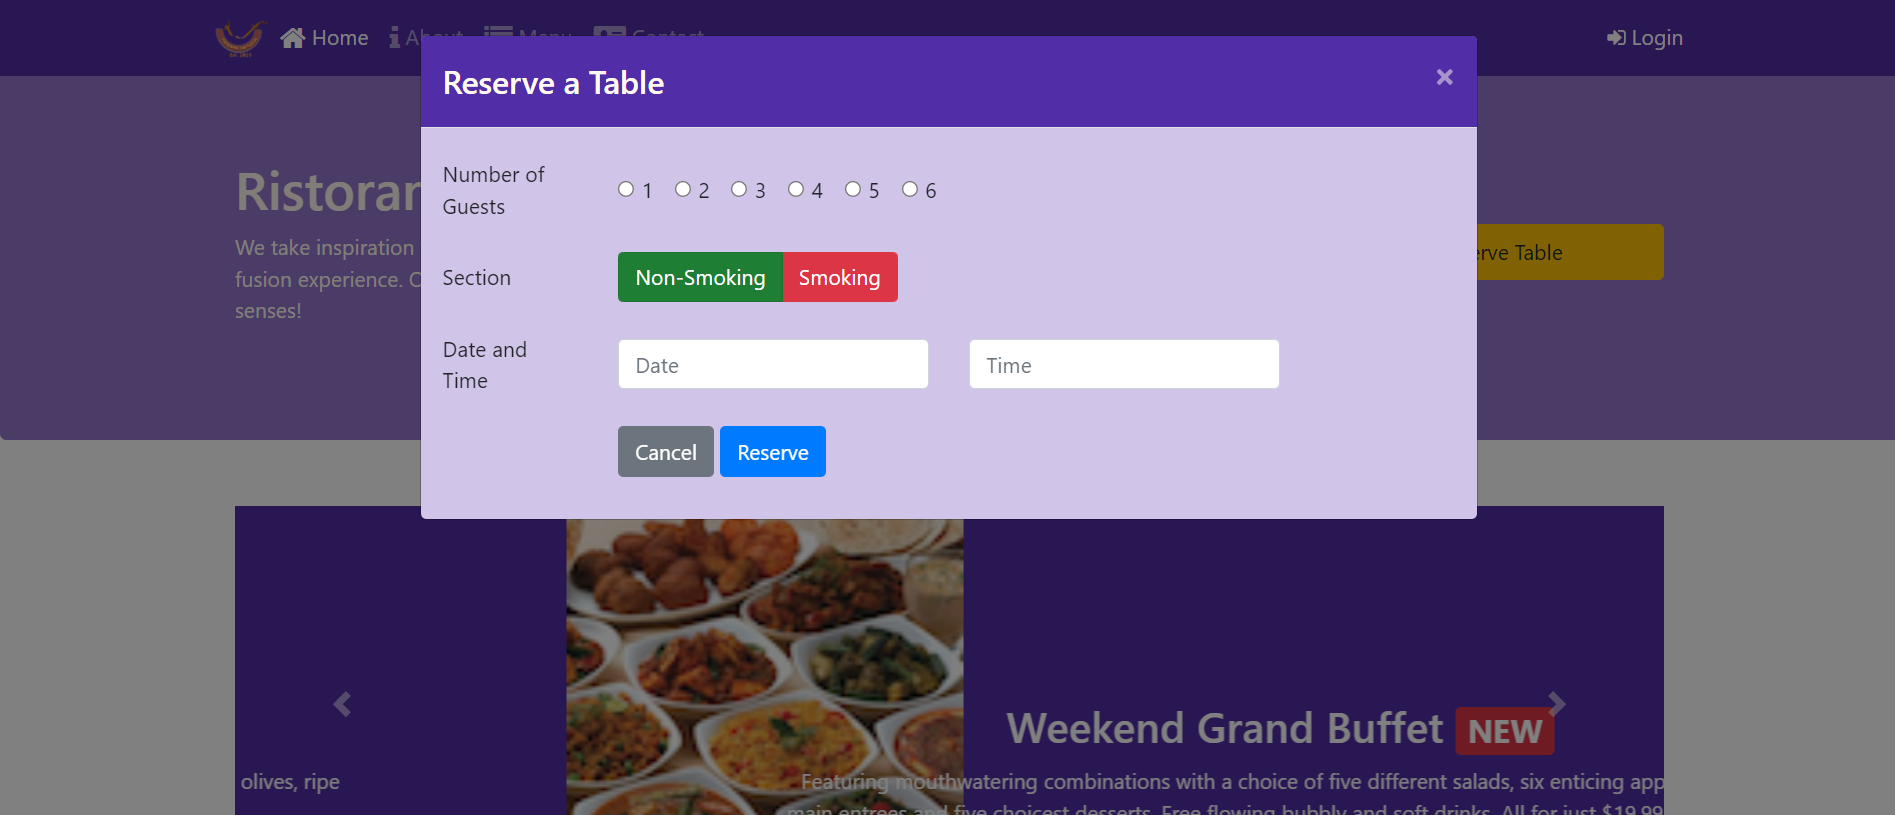 Home About Menu Contact Login
Reserve a Table ×
Number of
Guests
1 2 3 4 5 6
Section
Non-Smoking Smoking
Date and
Time
Date Time
Cancel Reserve
We take inspiration
fusion experience.
senses!
Table
Weekend Grand Buffet NEW
olives, ripe
Featuring mouthwatering combinations with a choice of five different salads, six enticing app
main entrees and five choicest desserts. Free flowing bubbly and soft drinks. All for just $19.99